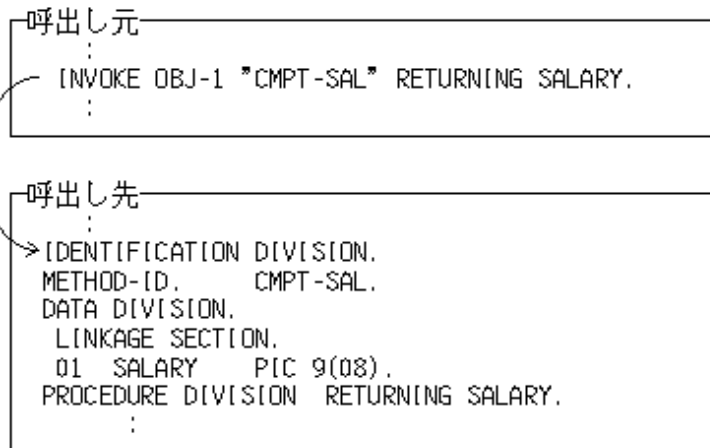 呼出し元
:
INVOKE OBJ-1 "CMPT-SAL" RETURNING SALARY.
:
呼出し先
:
IDENTIFICATION DIVISION.
METHOD-ID. CMPT-SAL.
DATA DIVISION.
LINKAGE SECTION.
01 SALARY PIC 9(08).
PROCEDURE DIVISION RETURNING SALARY.
: